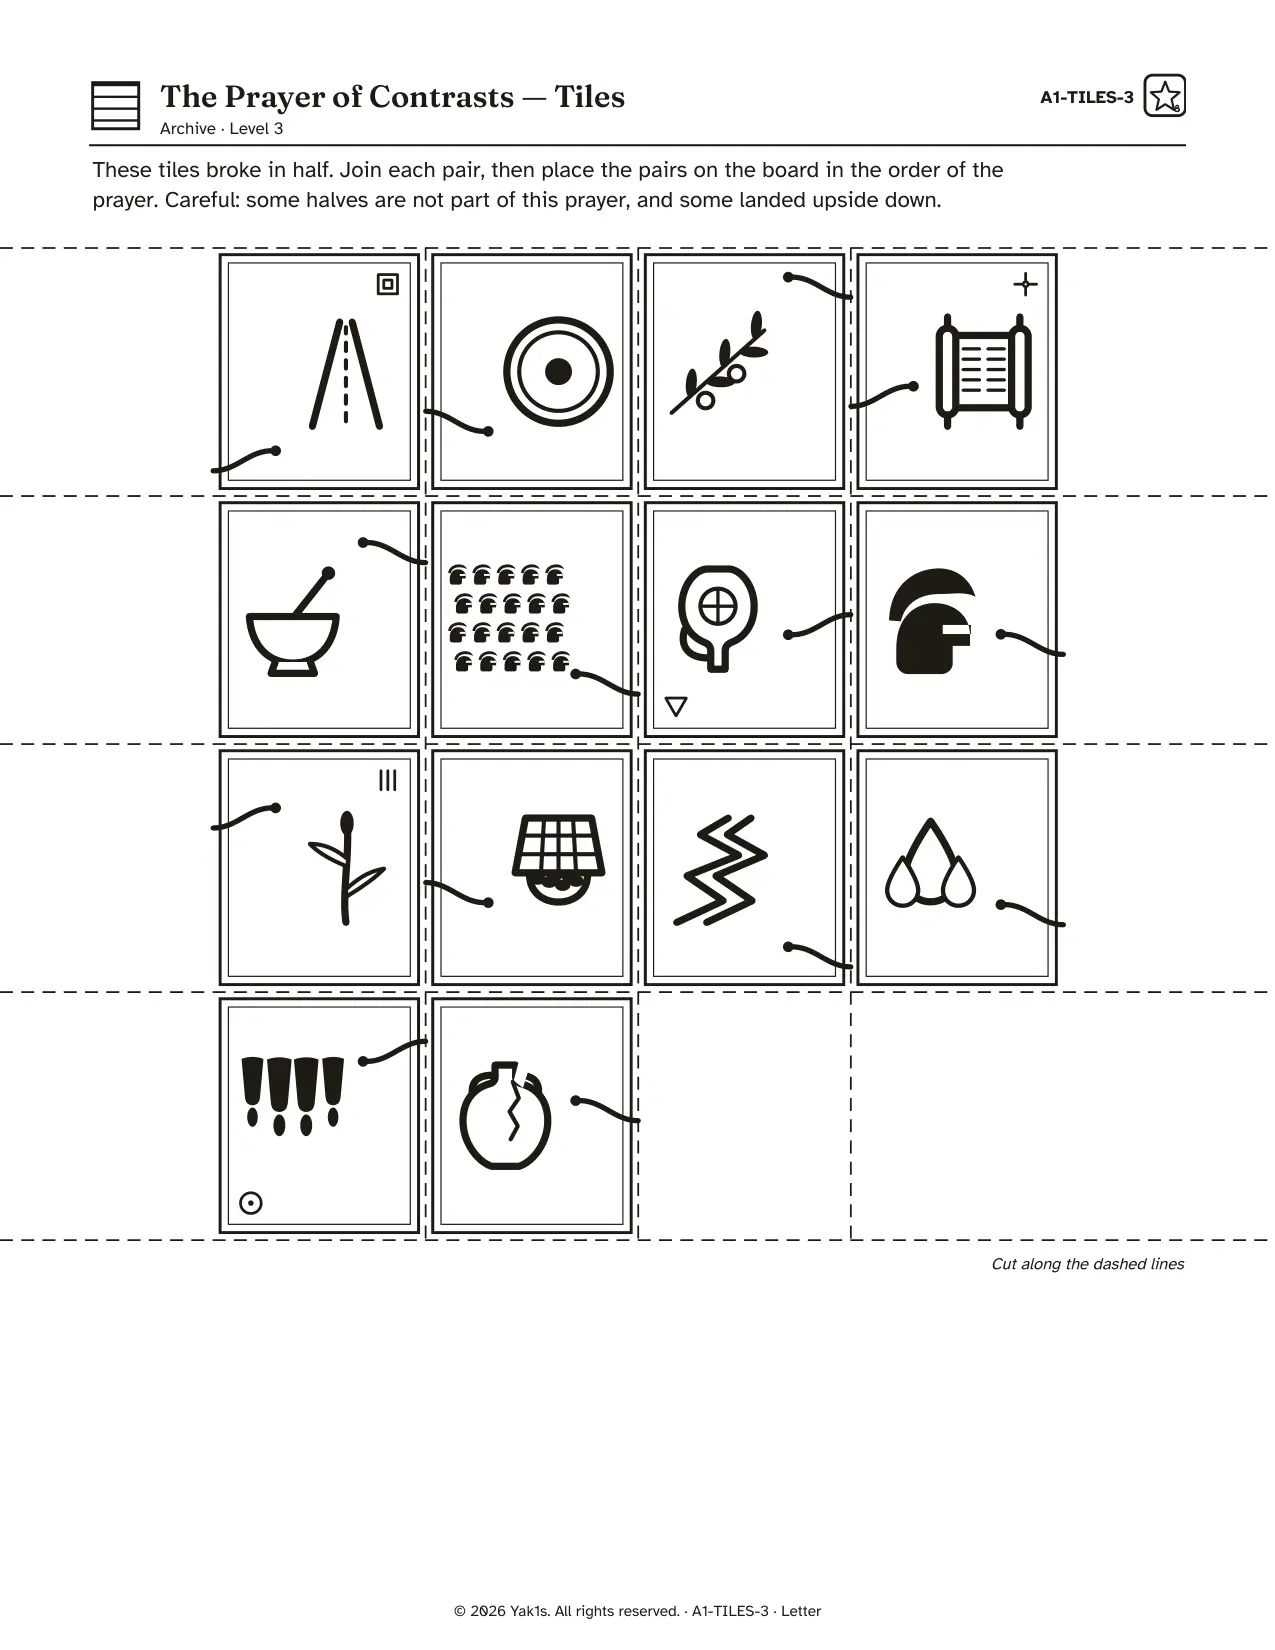 The Prayer of Contrasts — Tiles
Archive · Level 3
A1-TILES-3
These tiles broke in half. Join each pair, then place the pairs on the board in the order of the
prayer. Careful: some halves are not part of this prayer, and some landed upside down.
Cut along the dashed lines
© 2026 Yak1s. All rights reserved. · A1-TILES-3 · Letter